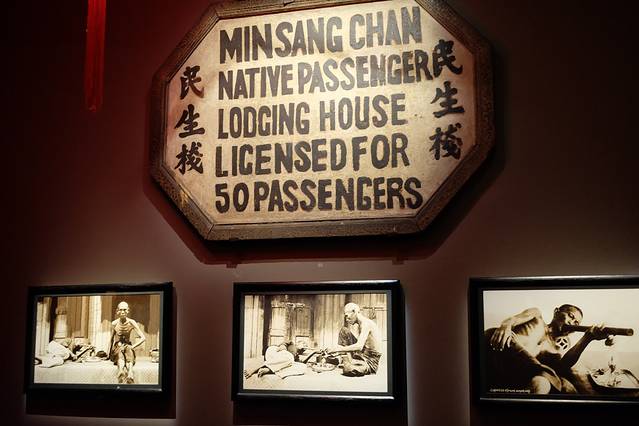 MINSANG CHAN
NATIVE PASSENGER
LODGING HOUSE
LICENSED FOR
50 PASSENGERS
民生棧
民生棧